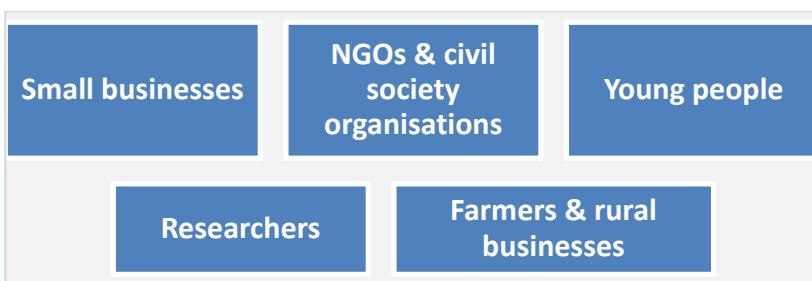 Small businesses
NGOs & civil
society
organisations
Young people
Researchers
Farmers & rural
businesses